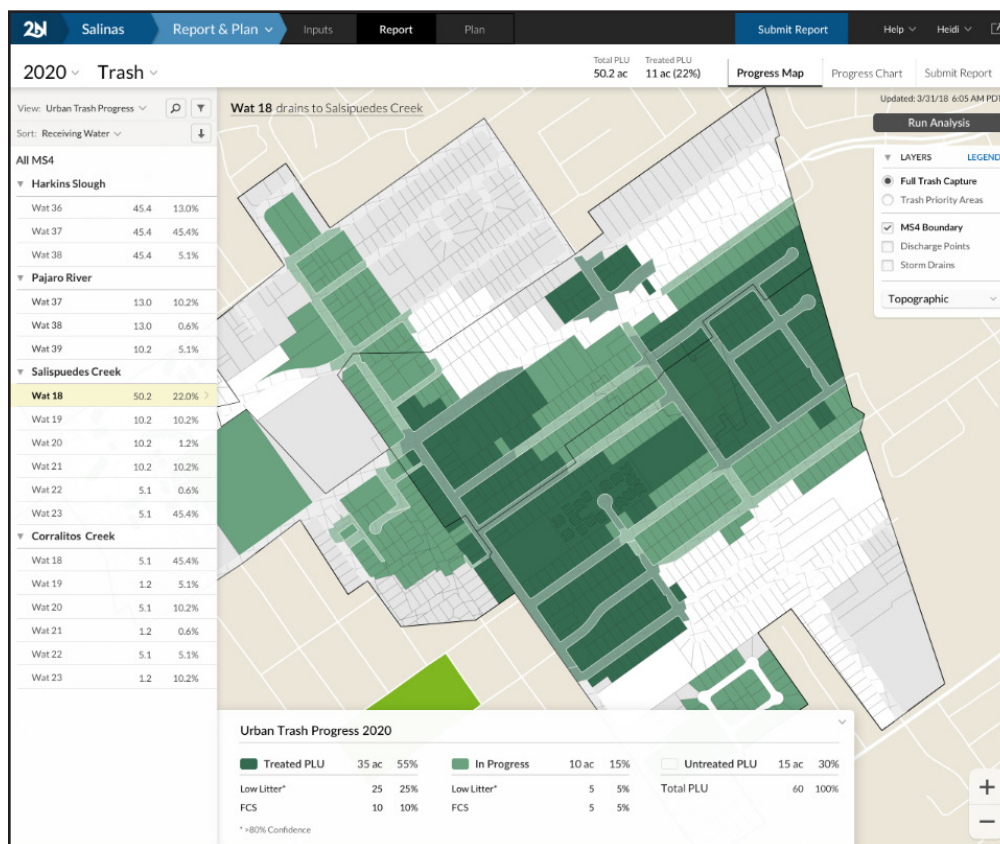 2N Salinas Report & Plan Inputs Report Plan Submit Report Help Heidi
2020 Trash Total PLU 50.2 ac Treated PLU 11 ac (22%) Progress Map Progress Chart Submit Report
View: Urban Trash Progress
Sort: Receiving Water
All MS4
Harkins Slough
Wat 36 45.4 13.0%
Wat 37 45.4 45.4%
Wat 38 45.4 5.1%
Pajaro River
Wat 37 13.0 10.2%
Wat 38 13.0 0.6%
Wat 39 10.2 5.1%
Salispuedes Creek
Wat 18 50.2 22.0%
Wat 19 10.2 10.2%
Wat 20 10.2 1.2%
Wat 21 10.2 10.2%
Wat 22 5.1 0.6%
Wat 23 5.1 45.4%
Corralitos Creek
Wat 18 5.1 45.4%
Wat 19 1.2 5.1%
Wat 20 5.1 10.2%
Wat 21 1.2 0.6%
Wat 22 5.1 5.1%
Wat 23 1.2 10.2%
Wat 18 drains to Salsipuedes Creek
Updated: 3/31/18 6:05 AM PDT
Run Analysis
LAYERS LEGEND
Full Trash Capture
Trash Priority Areas
MS4 Boundary
Discharge Points
Storm Drains
Topographic
Urban Trash Progress 2020
Treated PLU 35 ac 55% In Progress 10 ac 15% Untreated PLU 15 ac 30%
Low Litter* 25 25% Low Litter* 5 5% Total PLU 60 100%
FCS 10 10% FCS 5 5%
* >80% Confidence
+
−